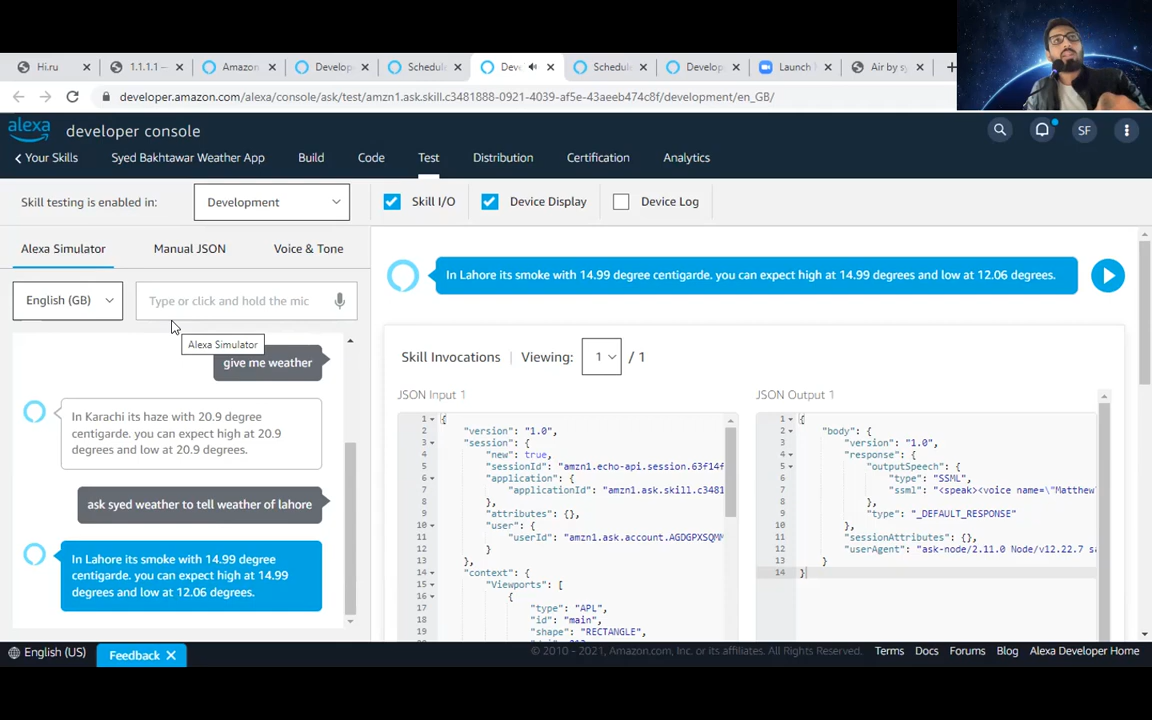 Hi.ru
1.1.1.1 —
Amazon
Develop
Schedule
Dev
Schedule
Develop
Launch
Air by sy
developer.amazon.com/alexa/console/ask/test/amzn1.ask.skill.c3481888-0921-4039-af5e-43aeeb474c8f/development/en_GB/
alexa developer console
SF
Your Skills
Syed Bakhtawar Weather App
Build
Code
Test
Distribution
Certification
Analytics
Skill testing is enabled in:
Development
Skill I/O
Device Display
Device Log
Alexa Simulator
Manual JSON
Voice & Tone
English (GB)
Type or click and hold the mic
Alexa Simulator
give me weather
In Karachi its haze with 20.9 degree
centigarde. you can expect high at 20.9
degrees and low at 20.9 degrees.
ask syed weather to tell weather of lahore
In Lahore its smoke with 14.99 degree
centigarde. you can expect high at 14.99
degrees and low at 12.06 degrees.
In Lahore its smoke with 14.99 degree centigarde. you can expect high at 14.99 degrees and low at 12.06 degrees.
Skill Invocations | Viewing: 1 / 1
JSON Input 1
1 {
2 "version": "1.0",
3 "session": {
4 "new": true,
5 "sessionId": "amzn1.echo-api.session.63f14f
6 "application": {
7 "applicationId": "amzn1.ask.skill.c3481
8 },
9 "attributes": {},
10 "user": {
11 "userId": "amzn1.ask.account.AGDGPXSQMM
12 }
13 },
14 "context": {
15 "Viewports": [
16 {
17 "type": "APL",
18 "id": "main",
19 "shape": "RECTANGLE",
JSON Output 1
1 {
2 "body": {
3 "version": "1.0",
4 "response": {
5 "outputSpeech": {
6 "type": "SSML",
7 "ssml": "<speak><voice name=\"Matthew
8 },
9 "type": "_DEFAULT_RESPONSE"
10 },
11 "sessionAttributes": {},
12 "userAgent": "ask-node/2.11.0 Node/v12.22.7 sa
13 }
14 }
English (US)
Feedback
© 2010 - 2021, Amazon.com, Inc. or its affiliates. All Rights Reserved.
Terms
Docs
Forums
Blog
Alexa Developer Home